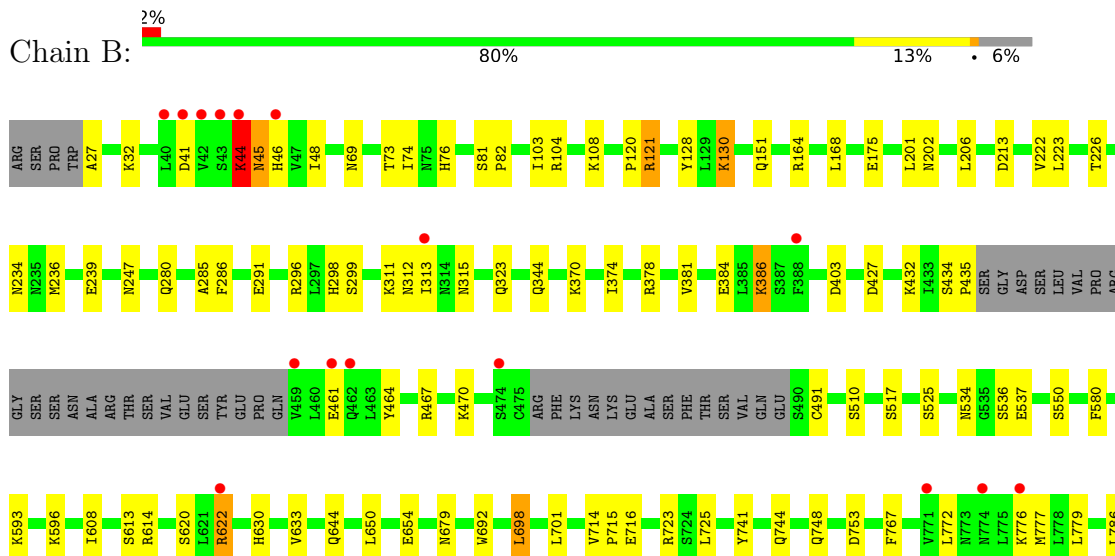 2%
Chain B:
80% 13% • 6%
ARG SER PRO TRP A27 K32 L40 D41 V42 S43 K44 N45 H46 V47 I48 N69 T73 I74 N75 H76 S81 P82 I103 R104 K108 P120 R121 Y128 L129 K130 Q151 R164 L168 E175 L201 N202 L206 D213 V222 L223 T226
N234 N235 M236 E239 N247 Q280 A285 F286 E291 R296 L297 H298 S299 K311 N312 I313 N314 N315 Q323 Q344 K370 I374 R378 V381 E384 L385 K386 S387 F388 D403 D427 K432 I433 S434 P435 SER GLY ASP SER LEU VAL PRO ARG
GLY SER SER ASN ALA ARG THR SER VAL GLU SER TYR GLU PRO GLN V459 L460 E461 Q462 L463 Y464 R467 K470 S474 C475 ARG PHE LYS ASN LYS GLU ALA SER PHE THR SER VAL GLN GLU S490 C491 S510 S517 S525 N534 G535 S536 E537 S550 F580
K593 K596 I608 S613 R614 S620 L621 R622 H630 V633 Q644 L650 E654 N679 W692 L698 L701 V714 P715 E716 R723 S724 L725 Y741 Q744 Q748 D753 F767 V771 L772 N773 N774 L775 K776 M777 L778 L779